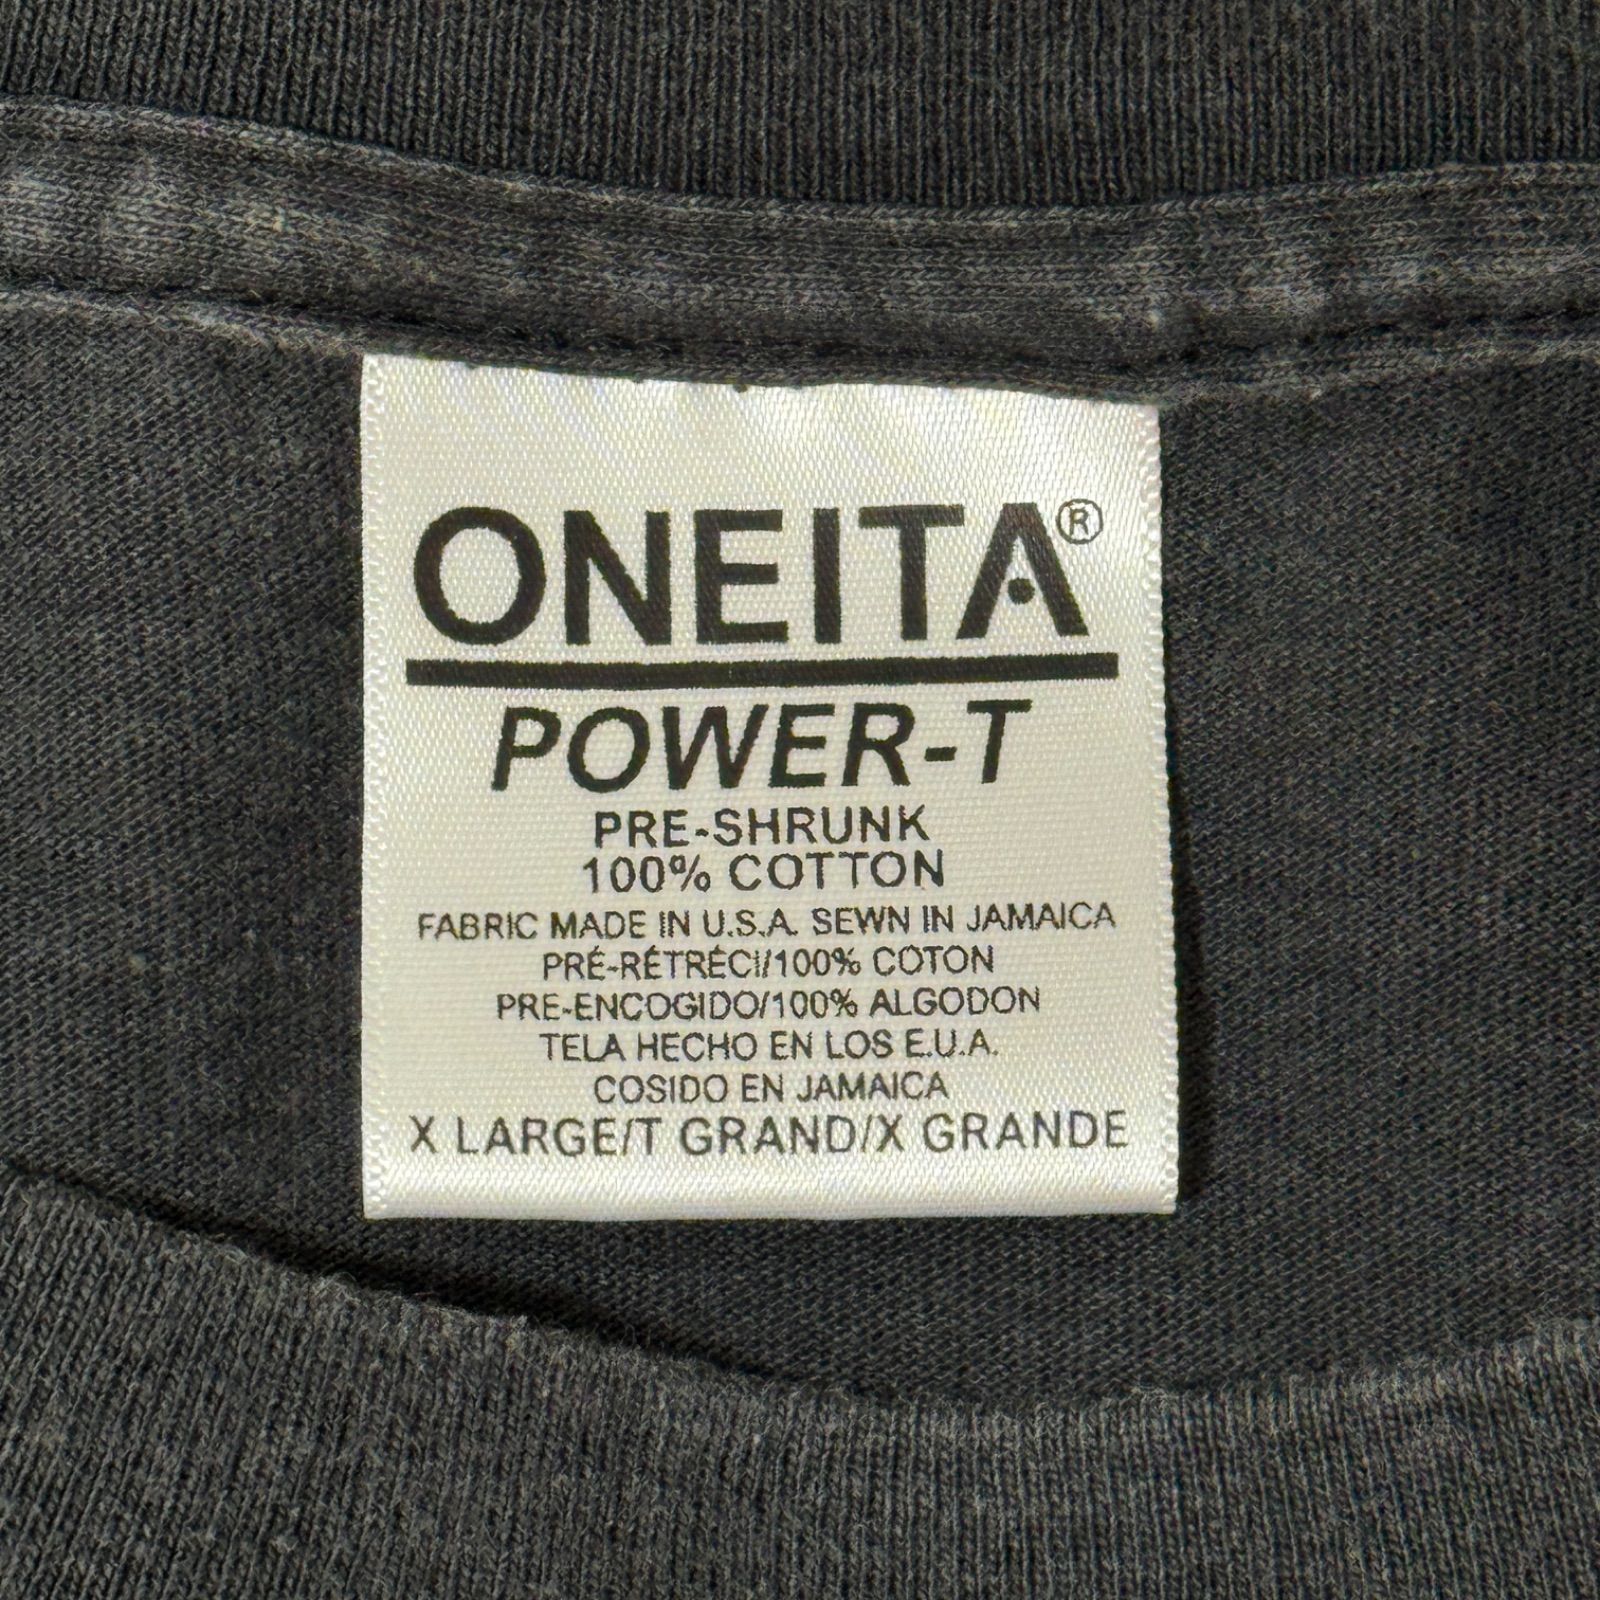 ONEITA®
POWER-T
PRE-SHRUNK
100% COTTON
FABRIC MADE IN U.S.A. SEWN IN JAMAICA
PRÉ-RÉTRÉCI/100% COTON
PRE-ENCOGIDO/100% ALGODON
TELA HECHO EN LOS E.U.A.
COSIDO EN JAMAICA
X LARGE/T GRAND/X GRANDE